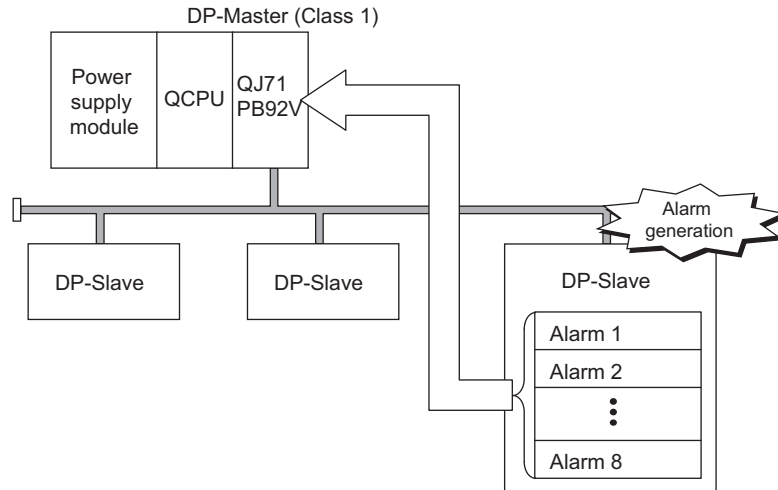 DP-Master (Class 1)
Power
supply
module
QCPU
QJ71
PB92V
Alarm
generation
DP-Slave
DP-Slave
DP-Slave
Alarm 1
Alarm 2
Alarm 8